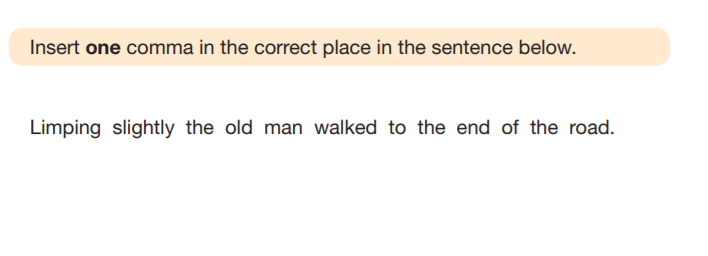 Insert one comma in the correct place in the sentence below.
Limping slightly the old man walked to the end of the road.